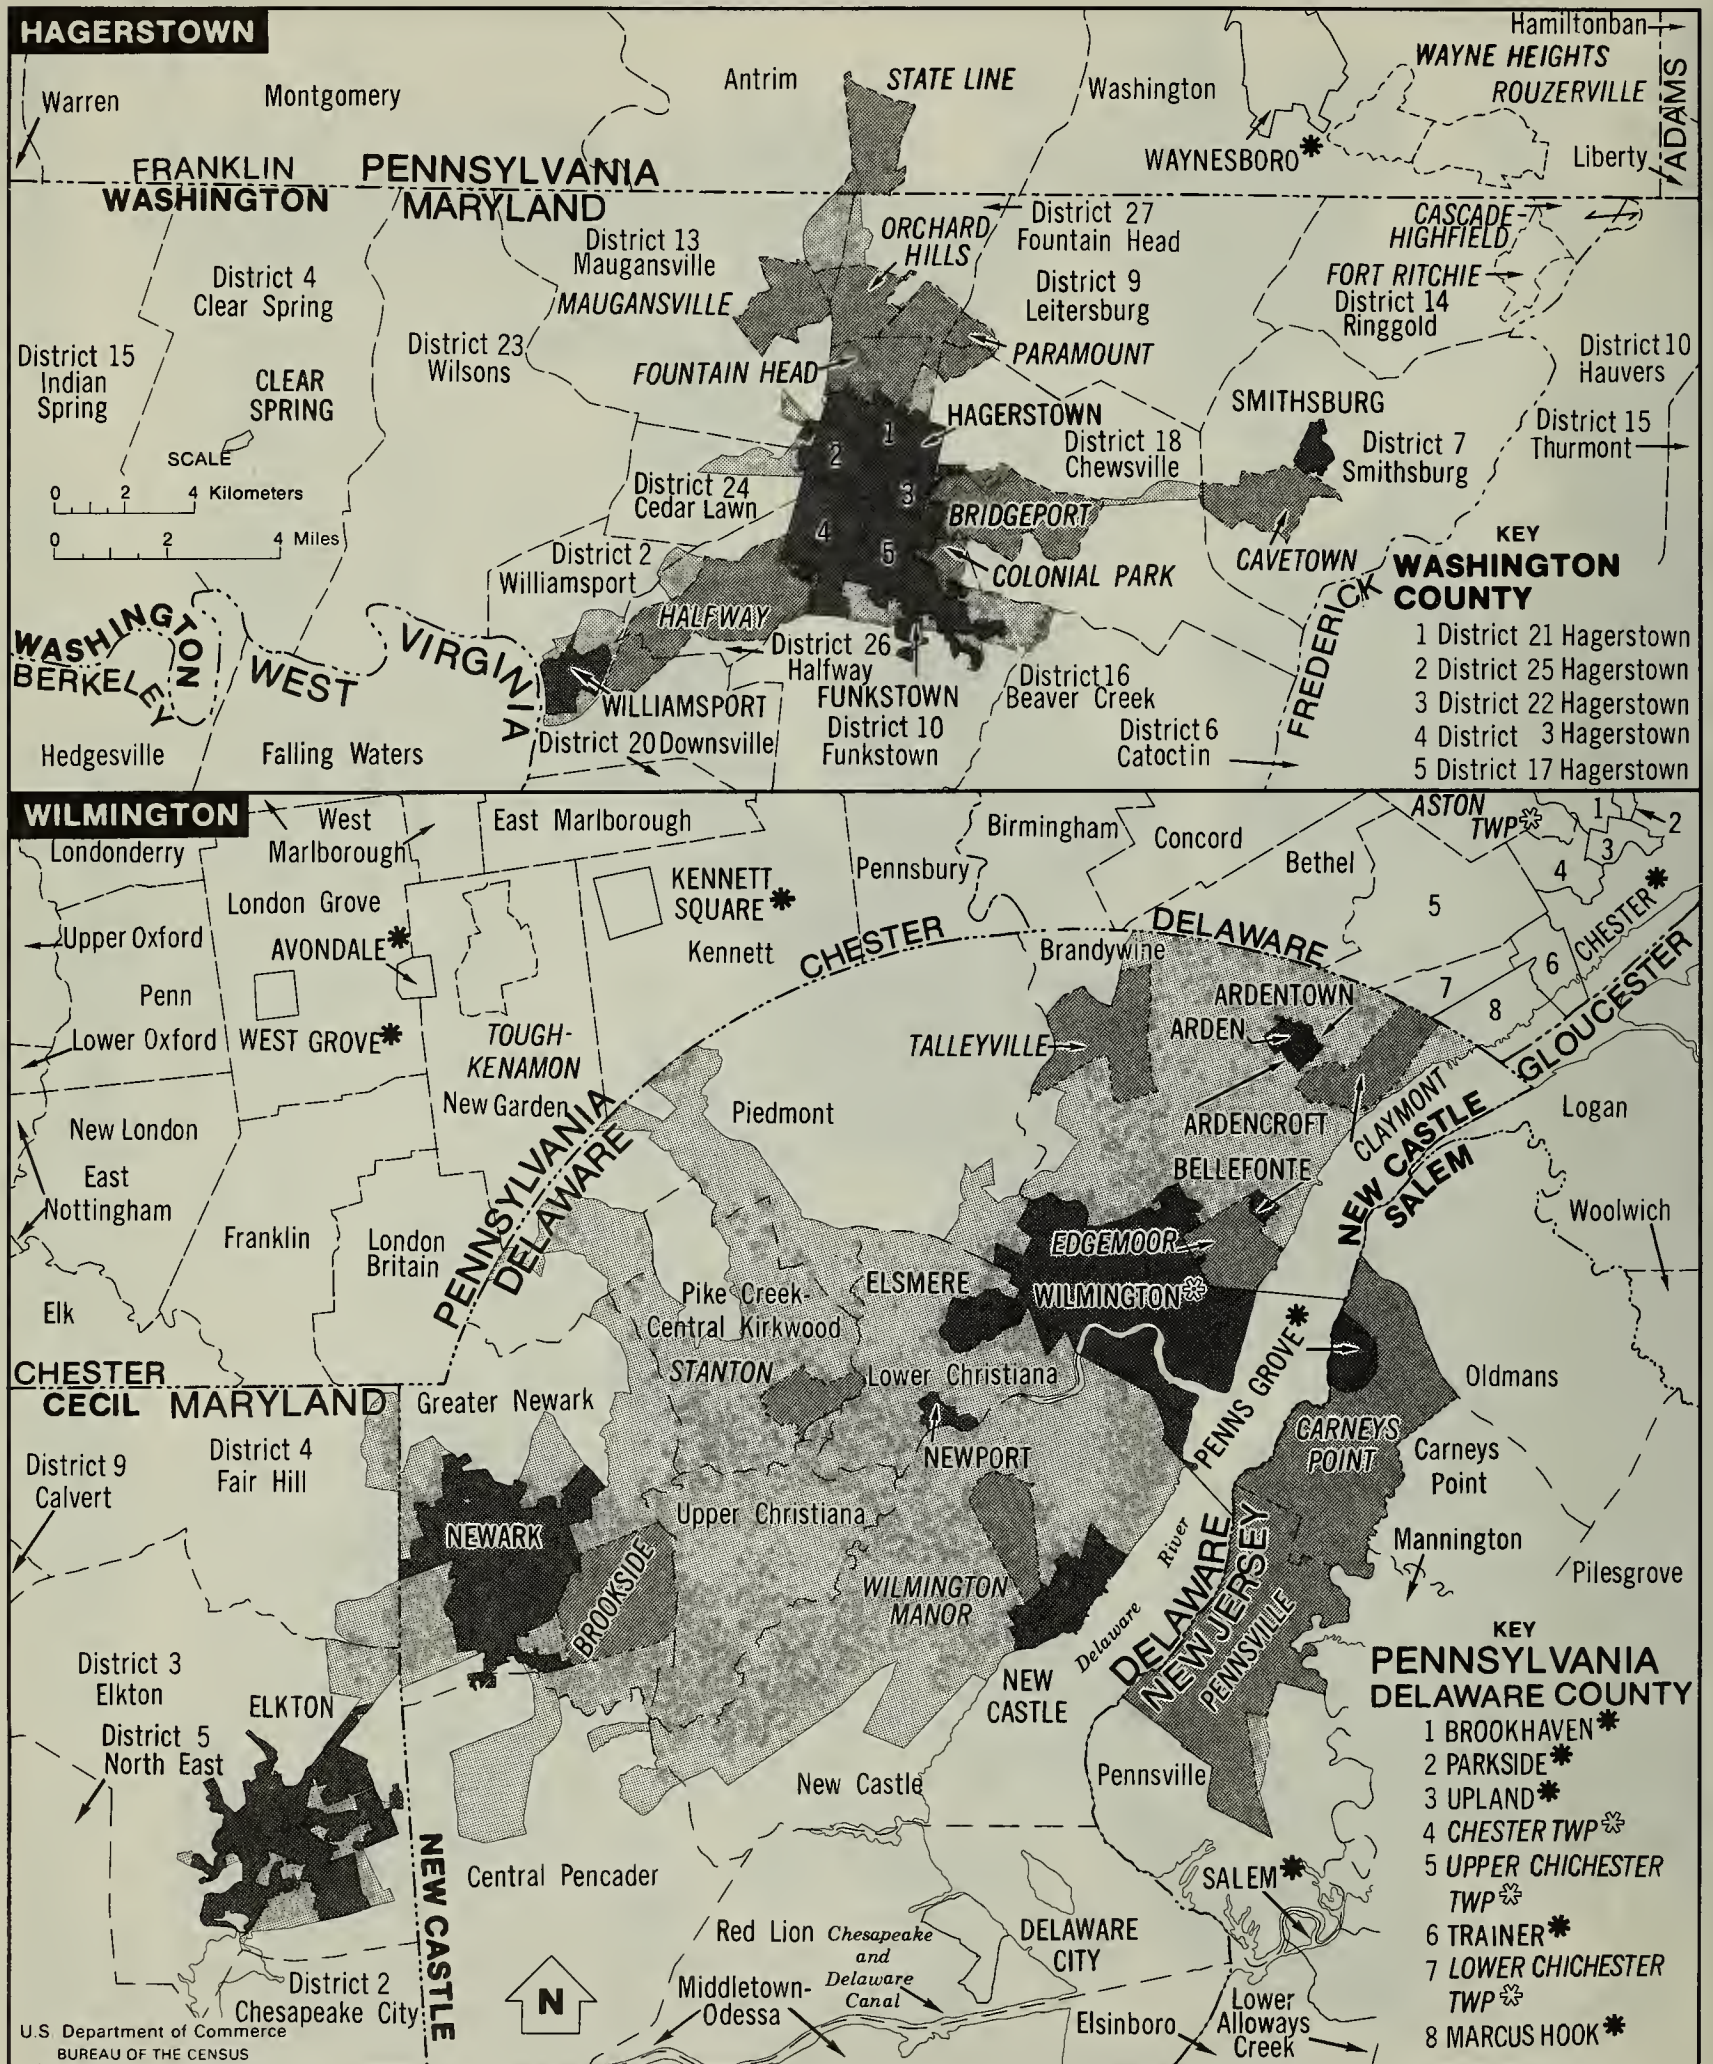 HAGERSTOWN
Warren
Montgomery
Antrim
STATE LINE
Washington
Hamiltonban
WAYNE HEIGHTS
ROUZERVILLE
ADAMS
WAYNESBORO*
Liberty
FRANKLIN
PENNSYLVANIA
WASHINGTON
MARYLAND
District 13
Maugansville
ORCHARD
HILLS
District 27
Fountain Head
CASCADE-
HIGHFIELD
District 4
Clear Spring
MAUGANSVILLE
District 9
Leitersburg
FORT RITCHIE
District 14
Ringgold
District 15
Indian
Spring
CLEAR
SPRING
District 23
Wilsons
FOUNTAIN HEAD
PARAMOUNT
District 10
Hauvers
SMITHSBURG
HAGERSTOWN
1
2
3
4
5
District 18
Chewsville
District 7
Smithsburg
District 15
Thurmont
SCALE
0 2 4 Kilometers
0 2 4 Miles
District 24
Cedar Lawn
BRIDGEPORT
District 2
Williamsport
COLONIAL PARK
CAVETOWN
KEY
WASHINGTON
COUNTY
1 District 21 Hagerstown
2 District 25 Hagerstown
3 District 22 Hagerstown
4 District 3 Hagerstown
5 District 17 Hagerstown
FREDERICK
HALFWAY
WASHINGTON
BERKELEY
WEST
VIRGINIA
District 26
Halfway
WILLIAMSPORT
FUNKSTOWN
District 10
Funkstown
District 16
Beaver Creek
District 6
Catoctin
Hedgesville
Falling Waters
District 20 Downsville
WILMINGTON
West
Marlborough
East Marlborough
Londonderry
Birmingham
Concord
Bethel
ASTON
TWP*
1
2
3
4
5
6
7
8
CHESTER*
London Grove
KENNETT
SQUARE*
Pennsbury
Upper Oxford
AVONDALE*
Kennett
CHESTER
DELAWARE
Brandywine
Penn
Lower Oxford
WEST GROVE*
TOUGH-
KENAMON
New Garden
TALLEYVILLE
ARDENTOWN
ARDEN
ARDENCROFT
CLAYMONT
GLOUCESTER
NEW CASTLE
SALEM
Logan
New London
East
Nottingham
PENNSYLVANIA
DELAWARE
Piedmont
BELLEFONTE
Woolwich
Franklin
London
Britain
EDGEMOOR
Elk
Pike Creek-
Central Kirkwood
ELSMERE
WILMINGTON*
PENNS GROVE*
CHESTER
CECIL
MARYLAND
Greater Newark
STANTON
Lower Christiana
Oldmans
District 4
Fair Hill
District 9
Calvert
NEWPORT
CARNEYS
POINT
Carneys
Point
NEWARK
Upper Christiana
Mannington
Pilesgrove
BROOKSIDE
WILMINGTON
MANOR
River
Delaware
DELAWARE
NEW JERSEY
PENNSVILLE
District 3
Elkton
ELKTON
NEW
CASTLE
District 5
North East
New Castle
Pennsville
KEY
PENNSYLVANIA
DELAWARE COUNTY
1 BROOKHAVEN*
2 PARKSIDE*
3 UPLAND*
4 CHESTER TWP*
5 UPPER CHICHESTER
TWP*
6 TRAINER*
7 LOWER CHICHESTER
TWP*
8 MARCUS HOOK*
NEW CASTLE
Central Pencader
SALEM*
Red Lion
Chesapeake
and
Delaware
Canal
DELAWARE
CITY
District 2
Chesapeake City
N
Middletown-
Odessa
Elsinboro
Lower
Alloways
Creek
U.S. Department of Commerce
BUREAU OF THE CENSUS